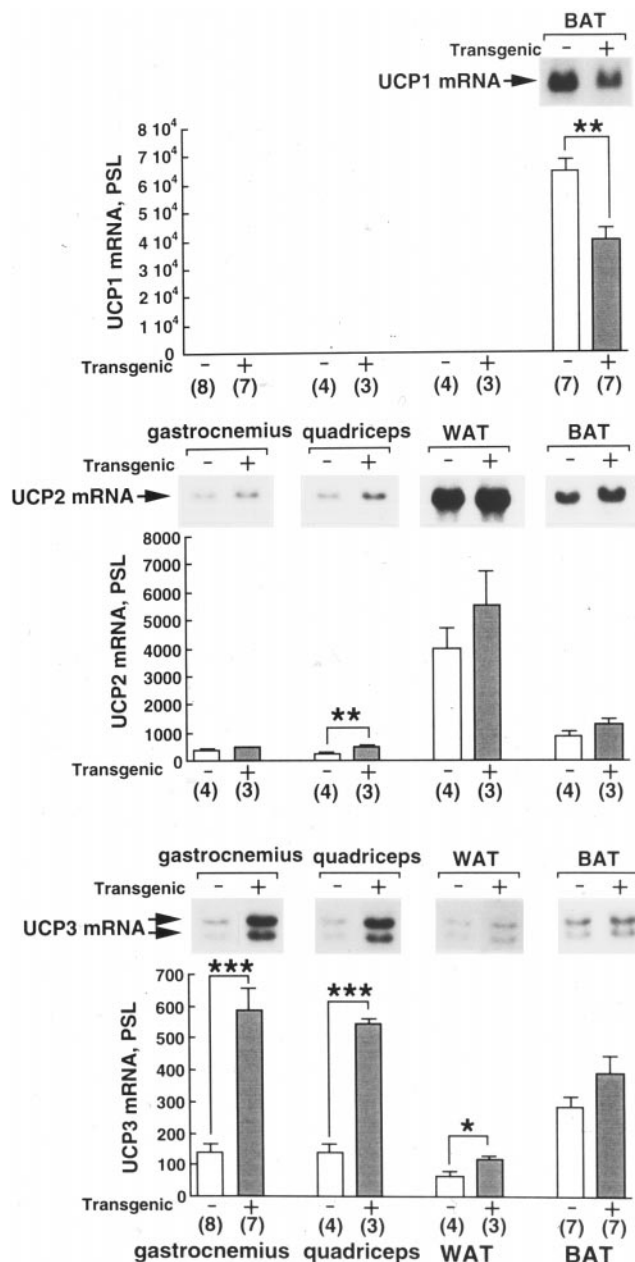 BAT
Transgenic - +
UCP1 mRNA
**
8 10⁴
7 10⁴
6 10⁴
5 10⁴
4 10⁴
3 10⁴
2 10⁴
1 10⁴
0
UCP1 mRNA, PSL
Transgenic - + - + - + - +
(8) (7) (4) (3) (4) (3) (7) (7)
gastrocnemius quadriceps WAT BAT
Transgenic - + - + - + - +
UCP2 mRNA
8000
7000
6000
5000
4000
3000
2000
1000
0
UCP2 mRNA, PSL
**
Transgenic - + - + - + - +
(4) (3) (4) (3) (4) (3) (4) (3)
gastrocnemius quadriceps WAT BAT
Transgenic - + - + - + - +
UCP3 mRNA
700
600
500
400
300
200
100
0
UCP3 mRNA, PSL
*** *** *
Transgenic - + - + - + - +
(8) (7) (4) (3) (4) (3) (7) (7)
gastrocnemius quadriceps WAT BAT